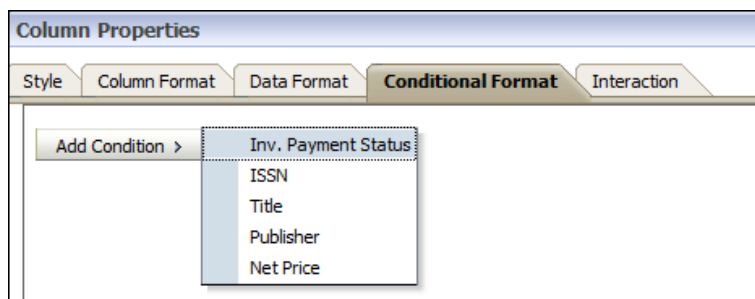 Column Properties
Style Column Format Data Format Conditional Format Interaction
Add Condition > Inv. Payment Status
ISSN
Title
Publisher
Net Price